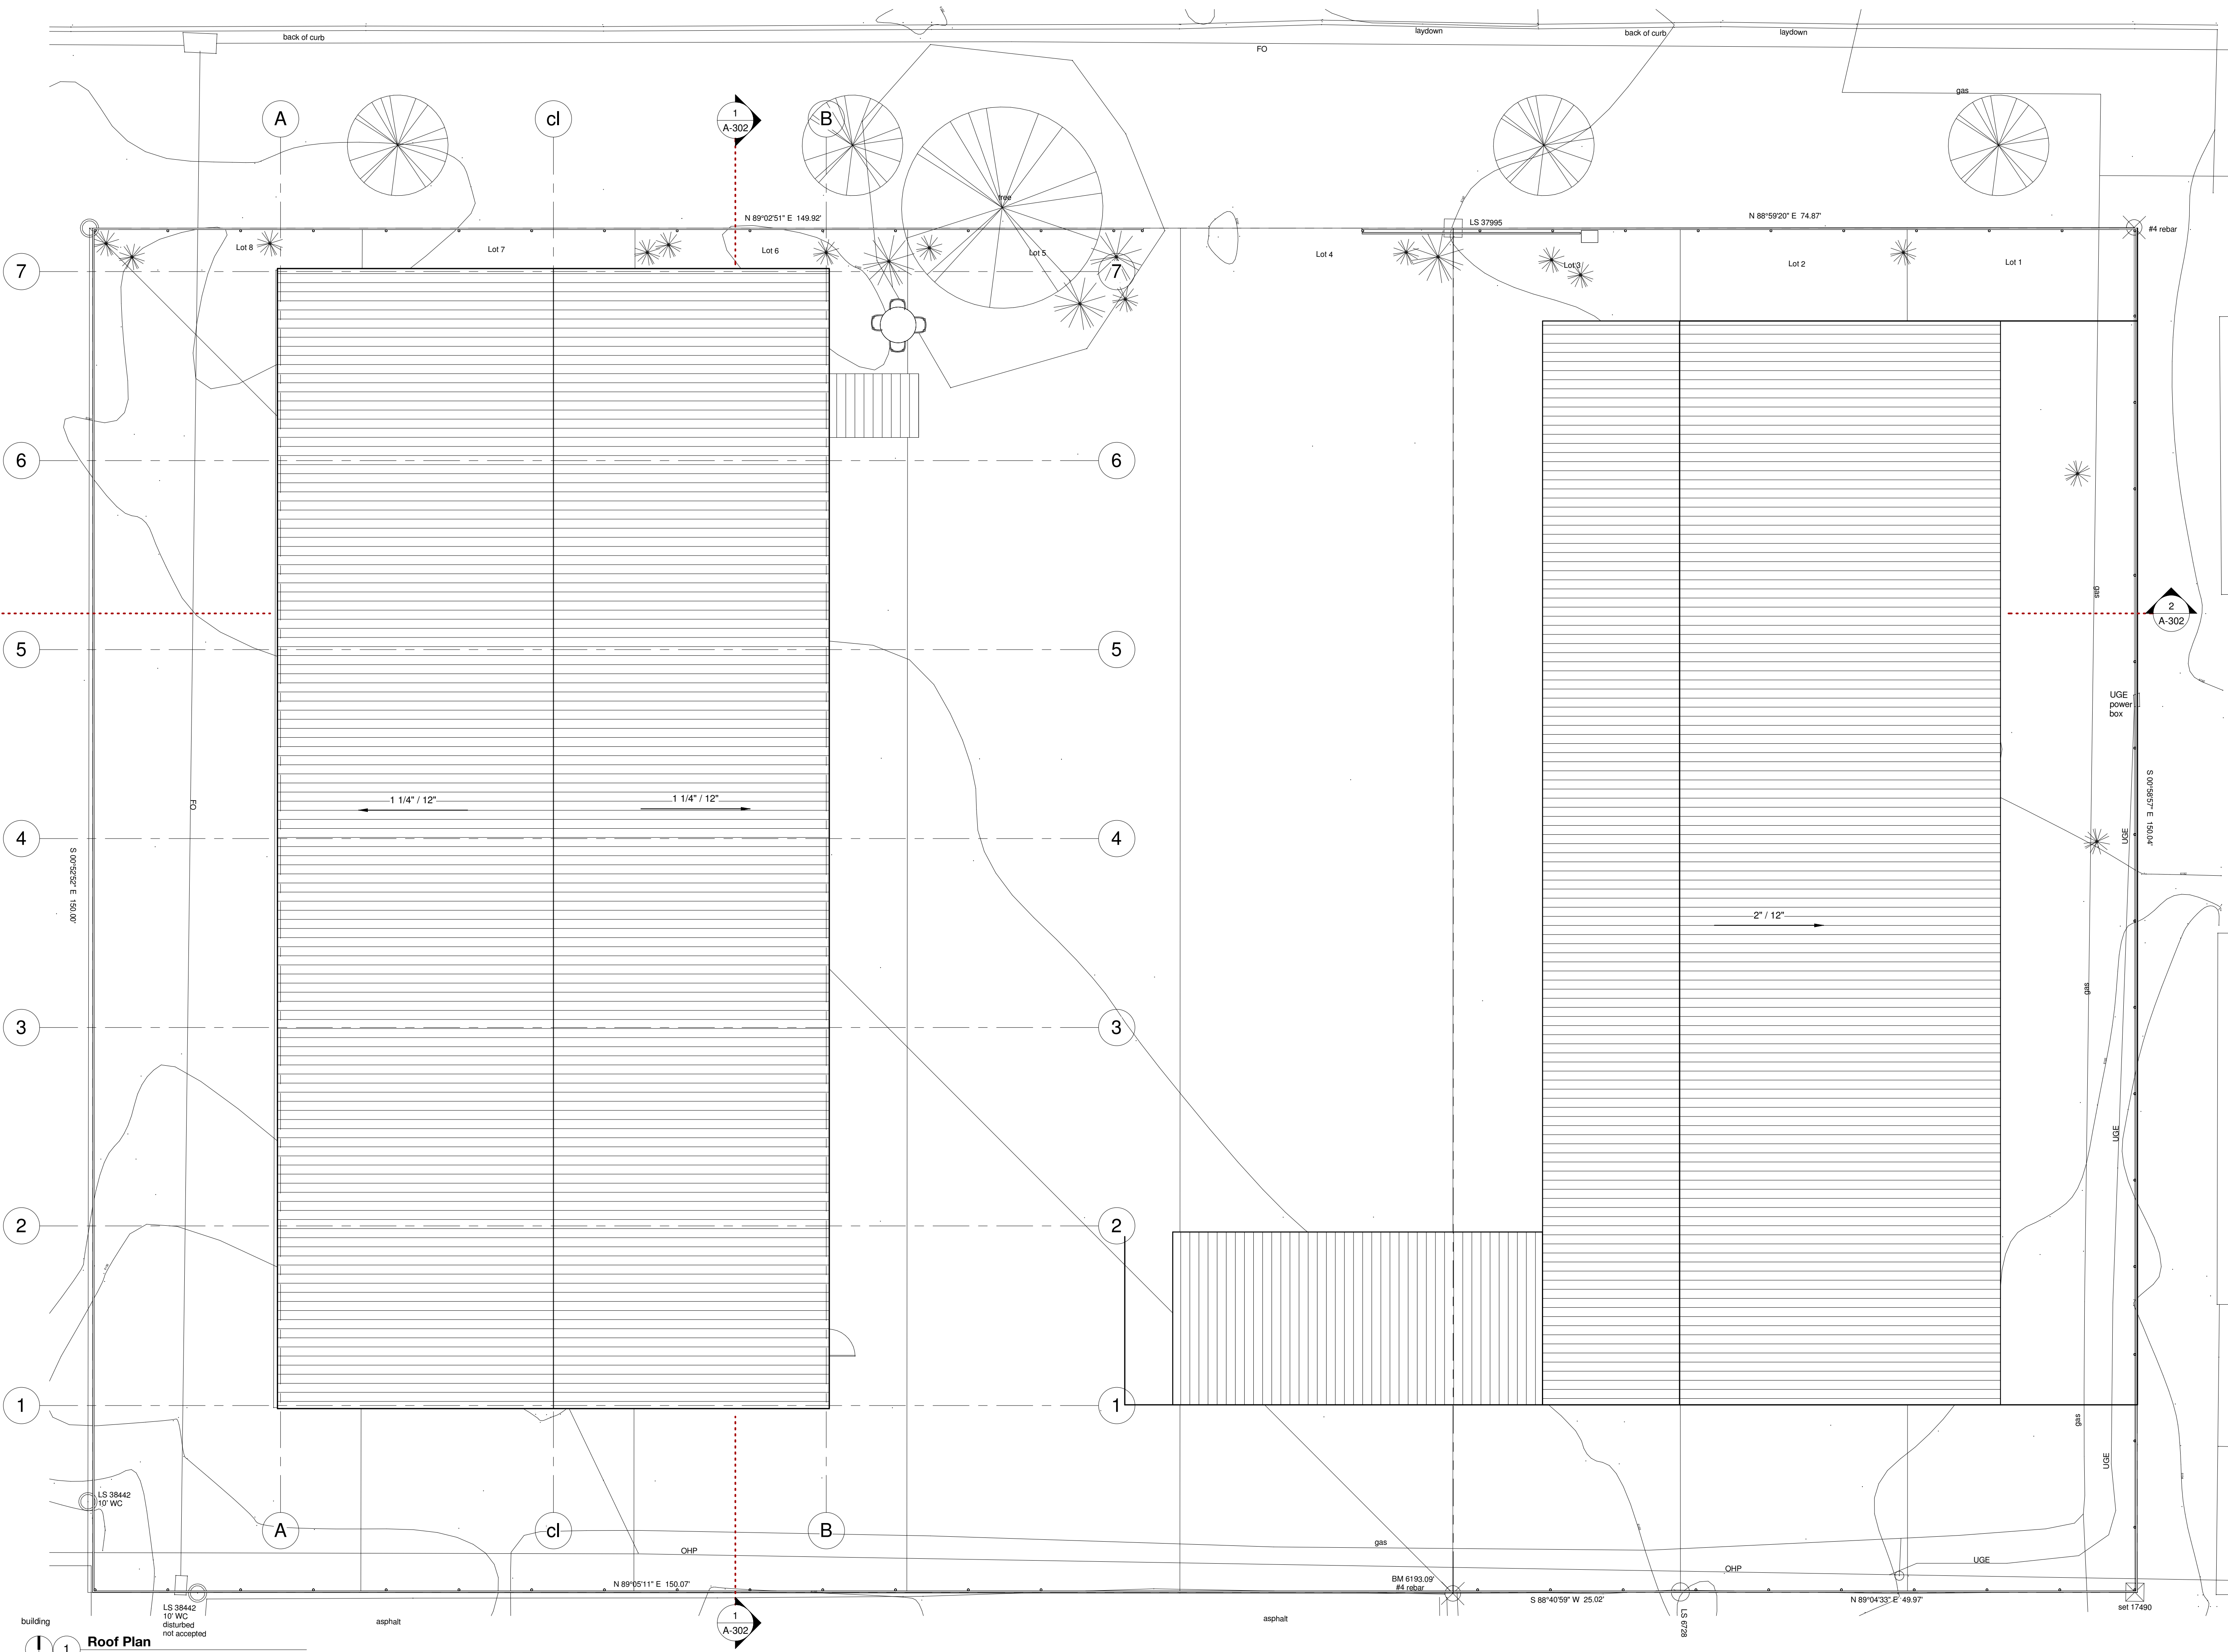 back of curb
laydown
back of curb
laydown
FO
gas
A
cl
1
A-302
B
tree
N 89°02'51" E 149.92'
LS 37995
N 88°59'20" E 74.87'
#4 rebar
Lot 8
Lot 7
Lot 6
Lot 5
Lot 4
Lot 3
Lot 2
Lot 1
7
7
6
6
gas
2
A-302
5
5
UGE
power
box
FO
1 1/4" / 12"
1 1/4" / 12"
S 00°58'57" E 150.04'
4
4
UGE
S 00°52'52" E 150.00'
2" / 12"
gas
3
3
UGE
2
2
1
1
gas
UGE
LS 38442
10' WC
A
cl
B
gas
OHP
UGE
OHP
N 89°05'11" E 150.07'
BM 6193.09'
#4 rebar
S 88°40'59" W 25.02'
LS 6728
N 89°04'33" E 49.97'
set 17490
LS 38442
10' WC
disturbed
not accepted
asphalt
1
A-302
asphalt
building
1
Roof Plan